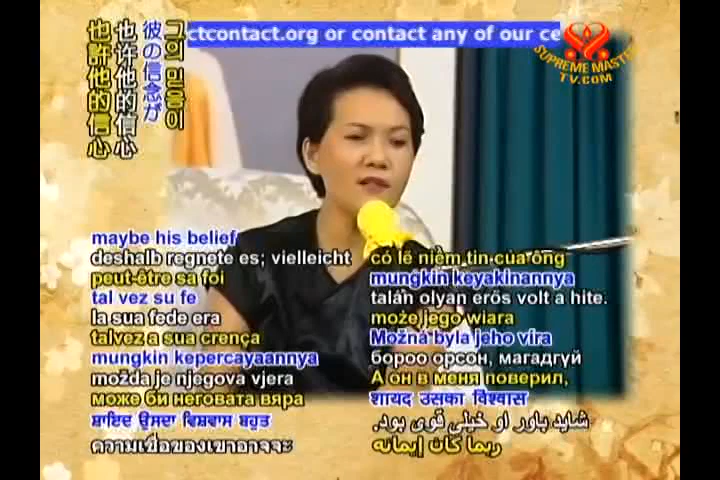 ctcontact.org or contact any of our ce
SUPREME MASTER
TV.COM
也許他的信心
也许他的信心
彼の信念が
그의 믿음이
maybe his belief
deshalb regnete es; vielleicht
peut-être sa foi
tal vez su fe
la sua fede era
talvez a sua crença
mungkin kepercayaannya
možda je njegova vjera
може би неговата вяра
ਸ਼ਾਇਦ ਉਸਦਾ ਵਿਸ਼ਵਾਸ ਬਹੁਤ
ความเชื่อของเขาอาจจะ
có lẽ niềm tin của ông
mungkin keyakinannya
talán olyan erős volt a hite.
może jego wiara
Možná byla jeho víra
бороо орсон, магадгүй
А он в меня поверил,
शायद उसका विश्वास
شاید باور او خیلی قوی بود.
ربما كان إيمانه